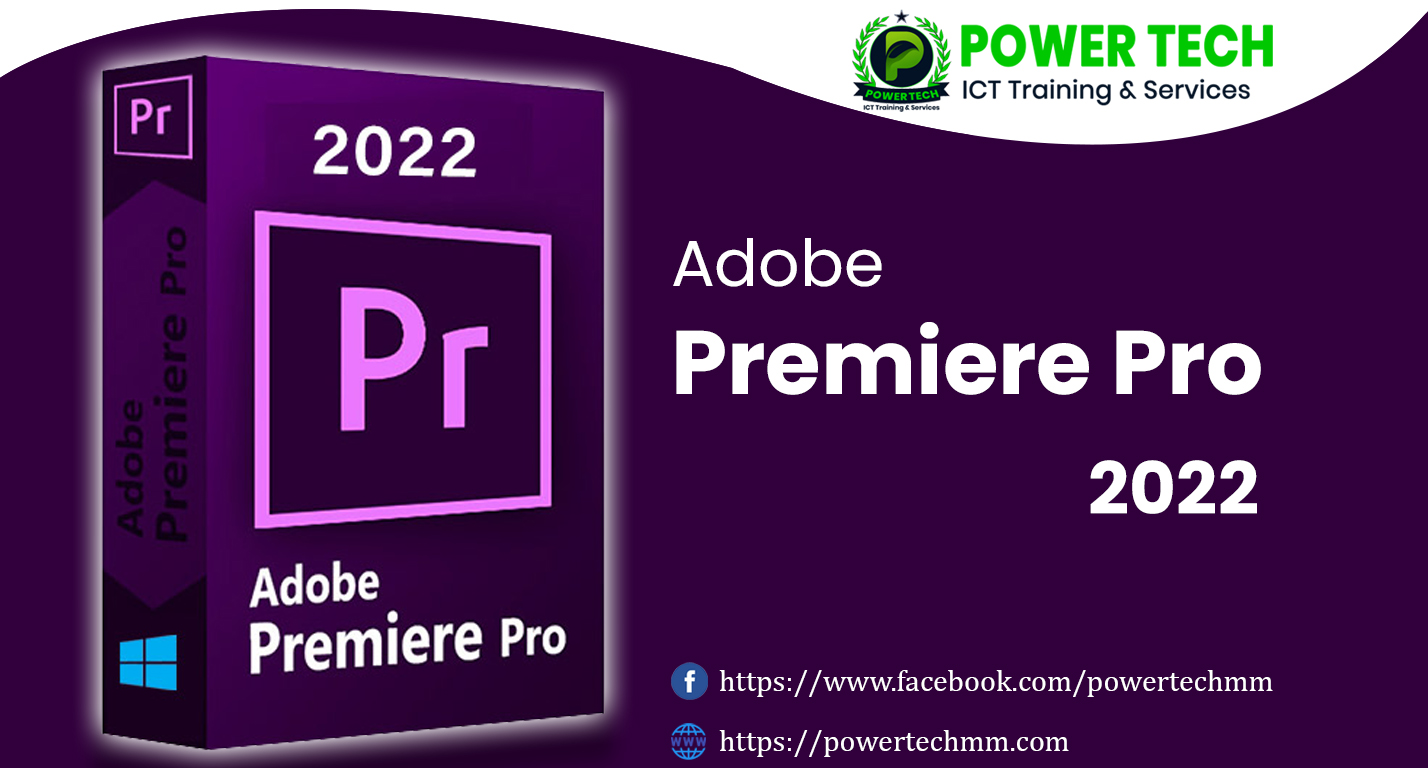 POWER TECH
ICT Training & Services
P
POWER TECH
ICT Training & Services
Pr
Adobe
Premiere Pro
2022
Pr
Adobe
Premiere Pro
Adobe
Premiere Pro
2022
https://www.facebook.com/powertechmm
WWW
https://powertechmm.com